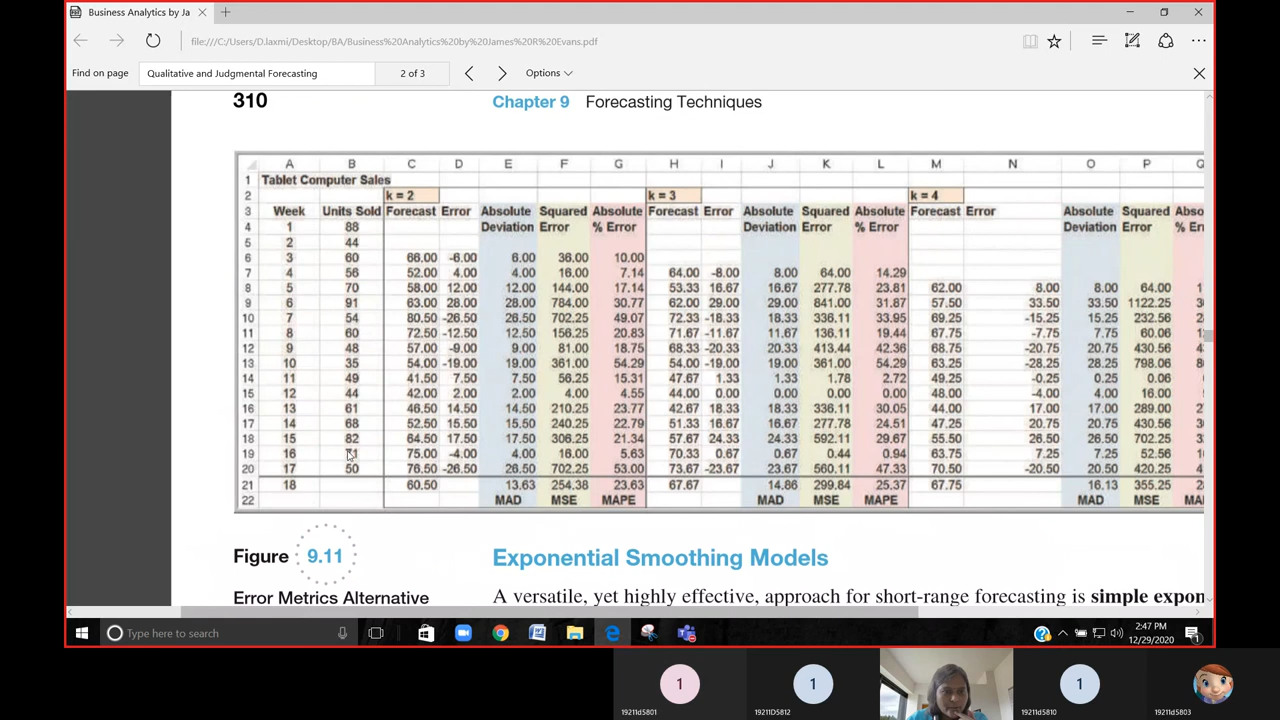 Business Analytics by Ja
file:///C:/Users/D.laxmi/Desktop/BA/Business%20Analytics%20by%20James%20R%20Evans.pdf
Find on page Qualitative and Judgmental Forecasting 2 of 3 Options
310 Chapter 9 Forecasting Techniques
A B C D E F G H I J K L M N O P Q
1 Tablet Computer Sales
2 k = 2 k = 3 k = 4
3 Week Units Sold Forecast Error Absolute Squared Absolute Forecast Error Absolute Squared Absolute Forecast Error Absolute Squared
4 1 88 Deviation Error % Error Deviation Error % Error Deviation Error
5 2 44
6 3 60 66.00 -6.00 6.00 36.00 10.00
7 4 56 52.00 4.00 4.00 16.00 7.14 64.00 -8.00 8.00 64.00 14.29
8 5 70 58.00 12.00 12.00 144.00 17.14 53.33 16.67 16.67 277.78 23.81 62.00 8.00 8.00 64.00
9 6 91 63.00 28.00 28.00 784.00 30.77 62.00 29.00 29.00 841.00 31.87 57.50 33.50 33.50 1122.25
10 7 54 80.50 -26.50 26.50 702.25 49.07 72.33 -18.33 18.33 336.11 33.95 69.25 -15.25 15.25 232.56
11 8 60 72.50 -12.50 12.50 156.25 20.83 71.67 -11.67 11.67 136.11 19.44 67.75 -7.75 7.75 60.06
12 9 48 57.00 -9.00 9.00 81.00 18.75 68.33 -20.33 20.33 413.44 42.36 68.75 -20.75 20.75 430.56
13 10 35 54.00 -19.00 19.00 361.00 54.29 54.00 -19.00 19.00 361.00 54.29 63.25 -28.25 28.25 798.06
14 11 49 41.50 7.50 7.50 56.25 15.31 47.67 1.33 1.33 1.78 2.72 49.25 -0.25 0.25 0.06
15 12 44 42.00 2.00 2.00 4.00 4.55 44.00 0.00 0.00 0.00 0.00 48.00 -4.00 4.00 16.00
16 13 61 46.50 14.50 14.50 210.25 23.77 42.67 18.33 18.33 336.11 30.05 44.00 17.00 17.00 289.00
17 14 68 52.50 15.50 15.50 240.25 22.79 51.33 16.67 16.67 277.78 24.51 47.25 20.75 20.75 430.56
18 15 82 64.50 17.50 17.50 306.25 21.34 57.67 24.33 24.33 592.11 29.67 55.50 26.50 26.50 702.25
19 16 75.00 -4.00 4.00 16.00 5.63 70.33 0.67 0.67 0.44 0.94 63.75 7.25 7.25 52.56
20 17 50 76.50 -26.50 26.50 702.25 53.00 73.67 -23.67 23.67 560.11 47.33 70.50 -20.50 20.50 420.25
21 18 60.50 13.63 254.38 23.63 67.67 14.86 299.84 25.37 67.75 16.13 355.25
22 MAD MSE MAPE MAD MSE MAPE MAD MSE
Figure 9.11 Exponential Smoothing Models
Error Metrics Alternative A versatile, yet highly effective, approach for short-range forecasting is simple expon
Type here to search
2:47 PM
12/29/2020
1 1 1
19211d5801 19211D5812 19211d5810 19211d5803